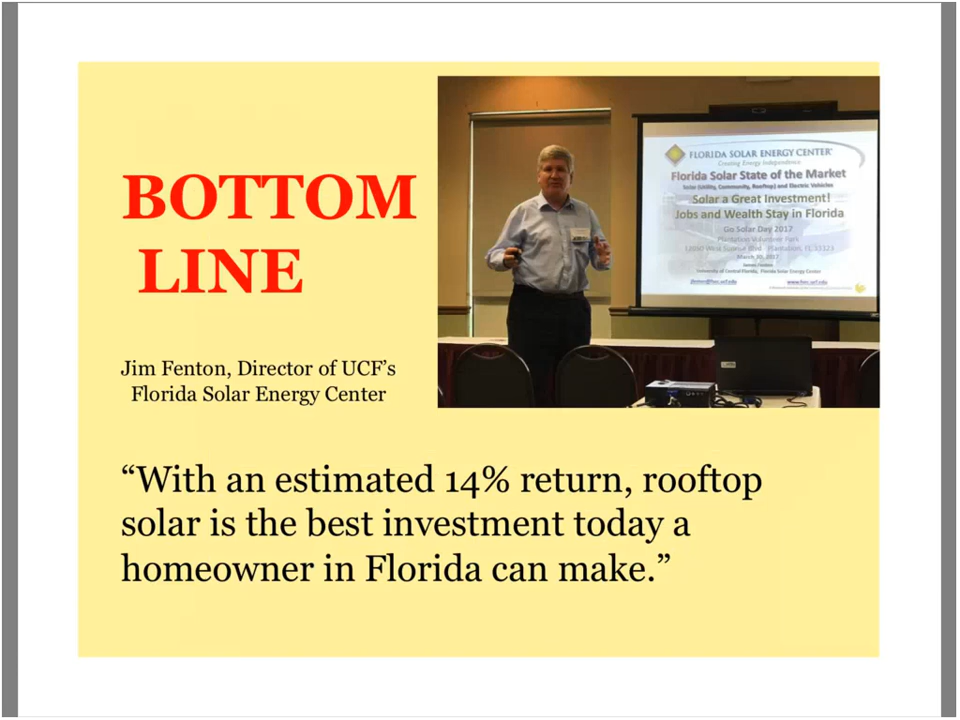 BOTTOM
LINE
Jim Fenton, Director of UCF’s
Florida Solar Energy Center
FLORIDA SOLAR ENERGY CENTER
Creating Energy Independence
Florida Solar State of the Market
Solar (Utility, Community, Rooftop) and Electric Vehicles
Solar a Great Investment!
Jobs and Wealth Stay in Florida
Go Solar Day 2017
Plantation Volunteer Park
Plantation, FL 33323
March 30, 2017
University of Central Florida, Florida Solar Energy Center
www.fsec.ucf.edu
“With an estimated 14% return, rooftop
solar is the best investment today a
homeowner in Florida can make.”